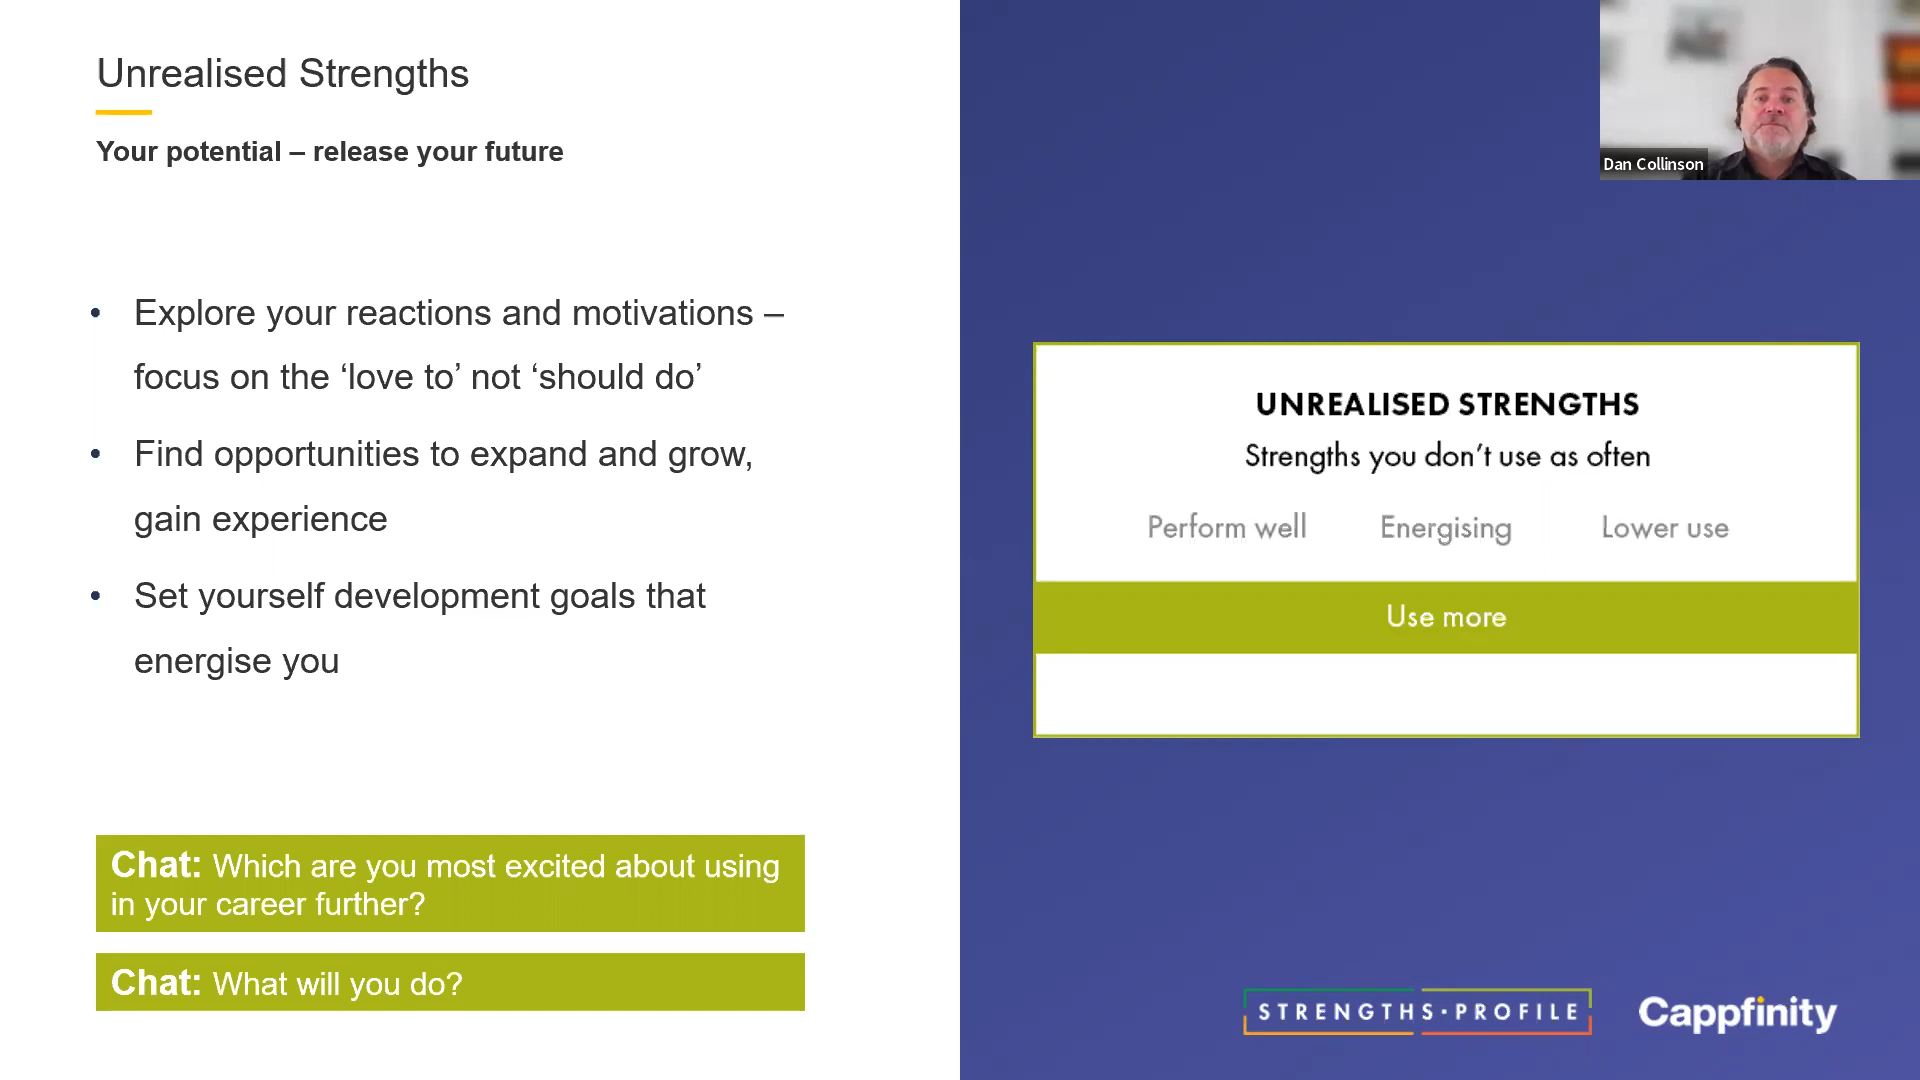 Unrealised Strengths
Your potential – release your future
• Explore your reactions and motivations –
focus on the ‘love to’ not ‘should do’
• Find opportunities to expand and grow,
gain experience
• Set yourself development goals that
energise you
Chat: Which are you most excited about using
in your career further?
Chat: What will you do?
Dan Collinson
UNREALISED STRENGTHS
Strengths you don’t use as often
Perform well Energising Lower use
Use more
STRENGTHS·PROFILE
Cappfinity